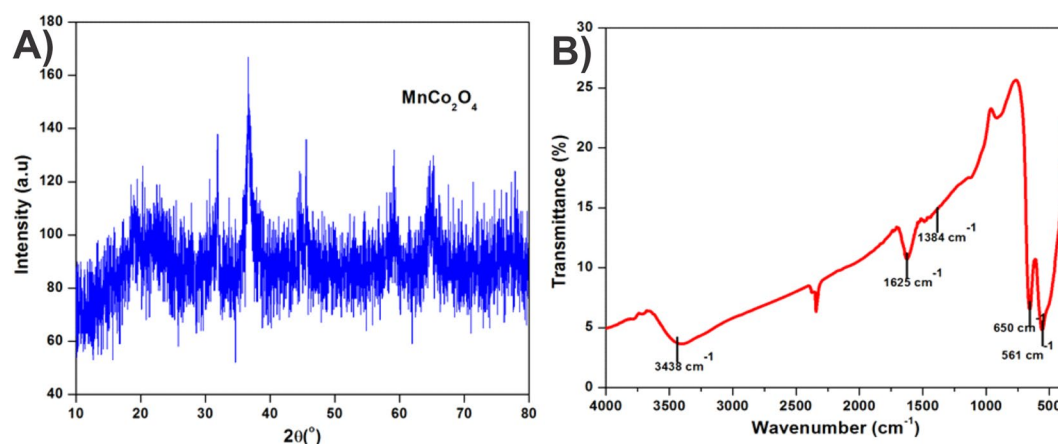 A)
180
160
140
120
100
80
60
40
Intensity (a.u)
MnCo₂O₄
10 20 30 40 50 60 70 80
2θ(°)
B)
30
25
20
15
10
5
0
Transmittance (%)
1384 cm⁻¹
1625 cm⁻¹
650 cm⁻¹
561 cm⁻¹
3438 cm⁻¹
4000 3500 3000 2500 2000 1500 1000 500
Wavenumber (cm⁻¹)